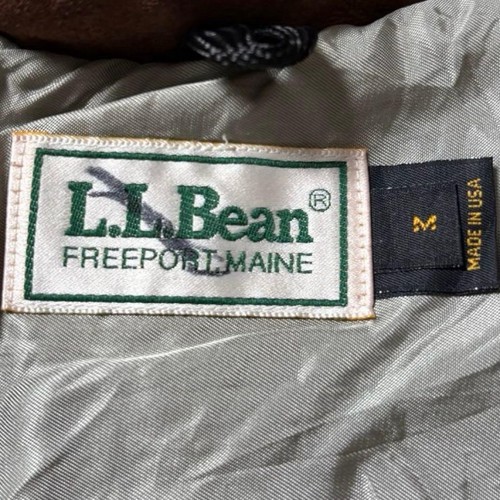 L.L.Bean®
FREEPORT, MAINE
M
MADE IN USA